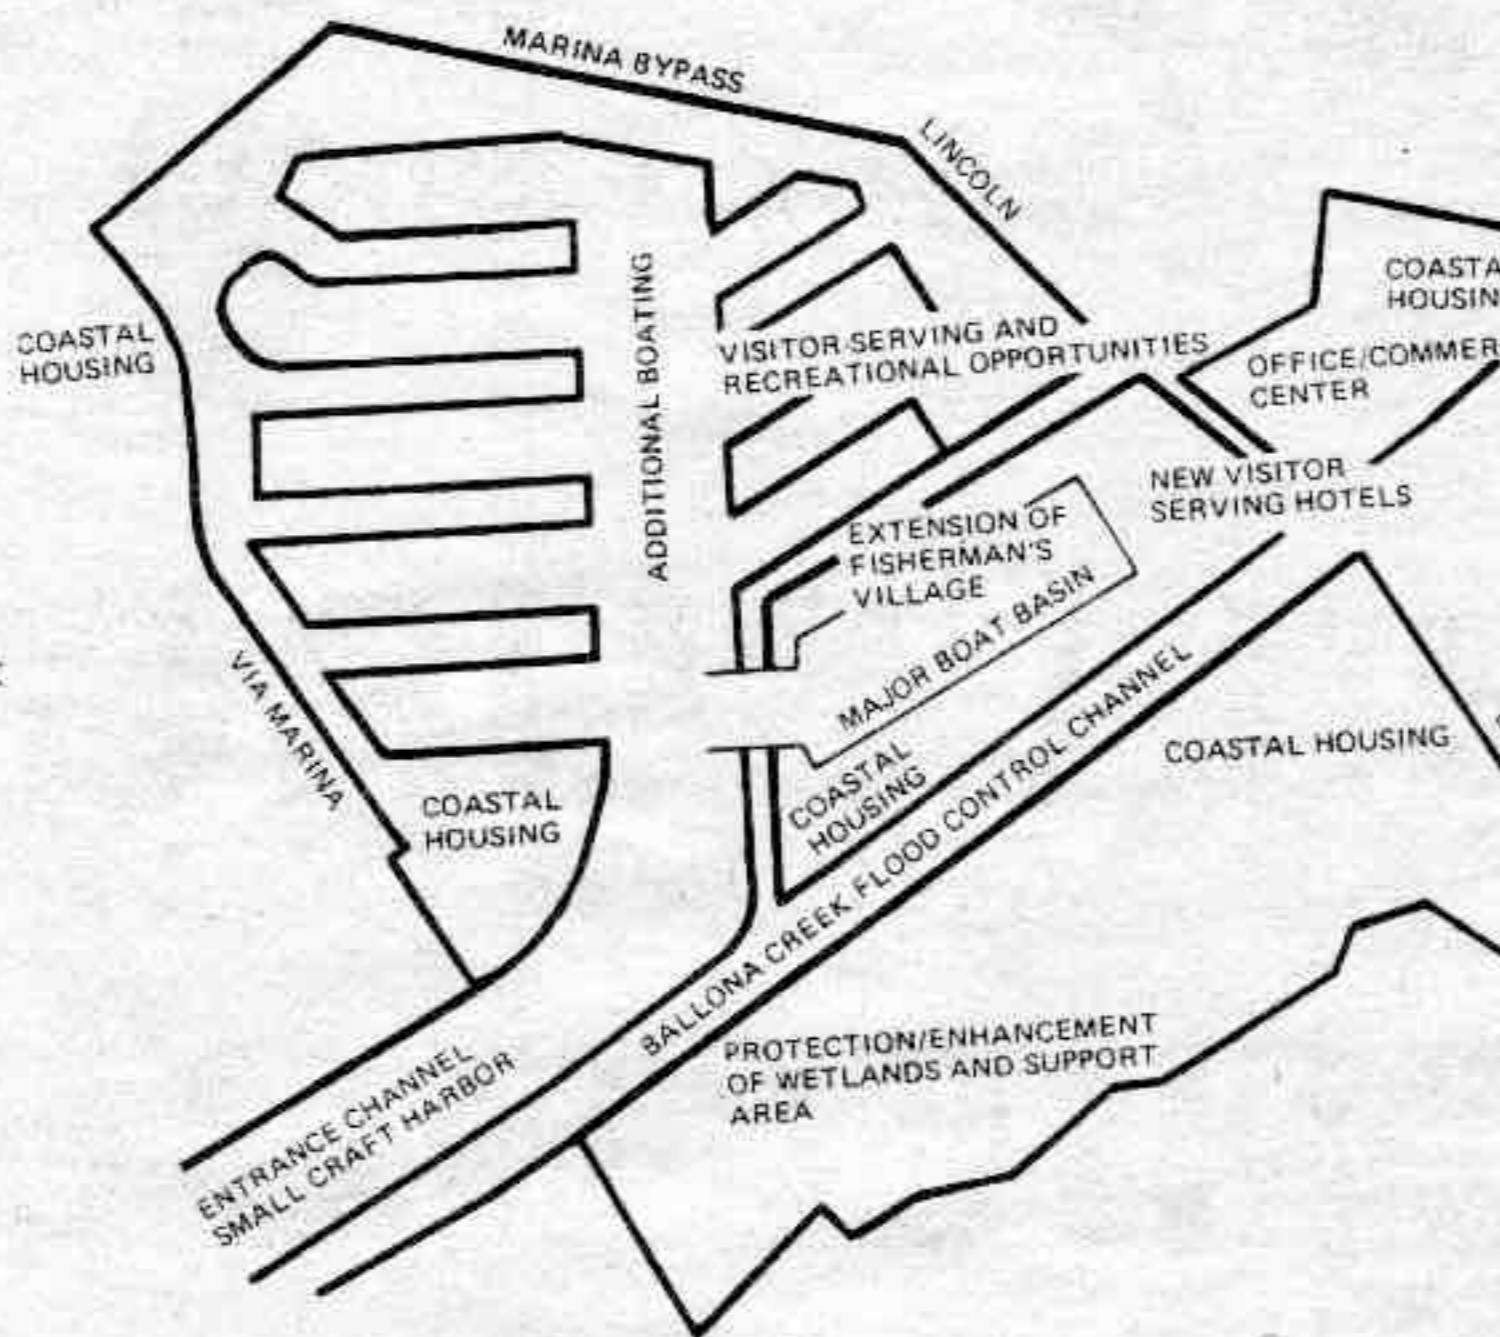 MARINA BYPASS
LINCOLN
COASTAL
HOUSING
ADDITIONAL BOATING
VISITOR-SERVING AND
RECREATIONAL OPPORTUNITIES
COASTA
HOUSIN
OFFICE/COMMER
CENTER
NEW VISITOR
SERVING HOTELS
EXTENSION OF
FISHERMAN'S
VILLAGE
MAJOR BOAT BASIN
VIA MARINA
COASTAL
HOUSING
COASTAL
HOUSING
COASTAL HOUSING
BALLONA CREEK FLOOD CONTROL CHANNEL
PROTECTION/ENHANCEMENT
OF WETLANDS AND SUPPORT
AREA
ENTRANCE CHANNEL
SMALL CRAFT HARBOR